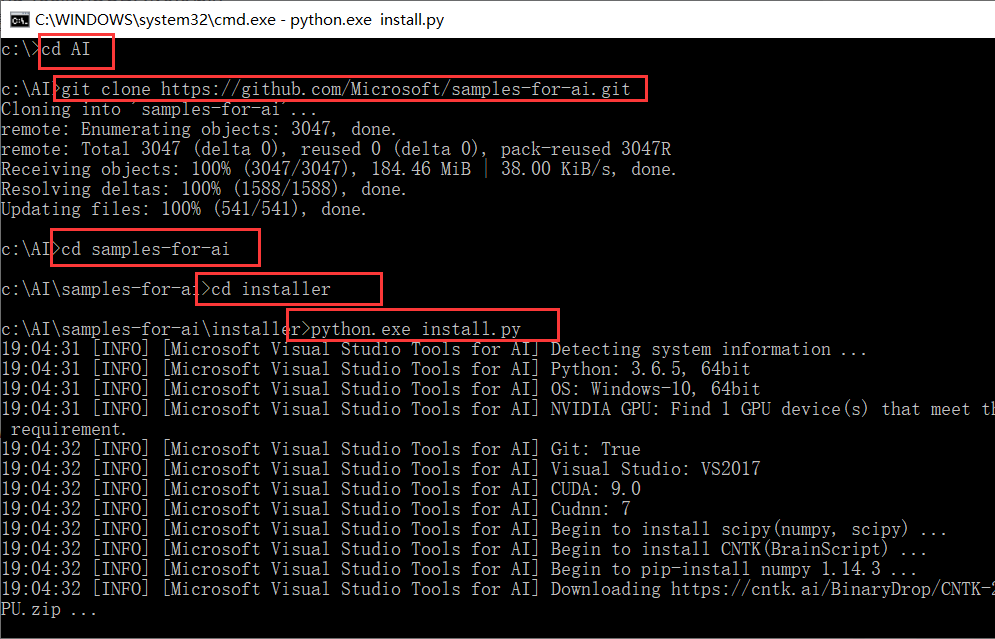 C:\WINDOWS\system32\cmd.exe - python.exe  install.py
c:\>cd AI
c:\AI>git clone https://github.com/Microsoft/samples-for-ai.git
Cloning into 'samples-for-ai'...
remote: Enumerating objects: 3047, done.
remote: Total 3047 (delta 0), reused 0 (delta 0), pack-reused 3047R
Receiving objects: 100% (3047/3047), 184.46 MiB | 38.00 KiB/s, done.
Resolving deltas: 100% (1588/1588), done.
Updating files: 100% (541/541), done.
c:\AI>cd samples-for-ai
c:\AI\samples-for-ai>cd installer
c:\AI\samples-for-ai\installer>python.exe install.py
19:04:31 [INFO] [Microsoft Visual Studio Tools for AI] Detecting system information ...
19:04:31 [INFO] [Microsoft Visual Studio Tools for AI] Python: 3.6.5, 64bit
19:04:31 [INFO] [Microsoft Visual Studio Tools for AI] OS: Windows-10, 64bit
19:04:31 [INFO] [Microsoft Visual Studio Tools for AI] NVIDIA GPU: Find 1 GPU device(s) that meet th
requirement.
19:04:32 [INFO] [Microsoft Visual Studio Tools for AI] Git: True
19:04:32 [INFO] [Microsoft Visual Studio Tools for AI] Visual Studio: VS2017
19:04:32 [INFO] [Microsoft Visual Studio Tools for AI] CUDA: 9.0
19:04:32 [INFO] [Microsoft Visual Studio Tools for AI] Cudnn: 7
19:04:32 [INFO] [Microsoft Visual Studio Tools for AI] Begin to install scipy(numpy, scipy) ...
19:04:32 [INFO] [Microsoft Visual Studio Tools for AI] Begin to install CNTK(BrainScript) ...
19:04:32 [INFO] [Microsoft Visual Studio Tools for AI] Begin to pip-install numpy 1.14.3 ...
19:04:32 [INFO] [Microsoft Visual Studio Tools for AI] Downloading https://cntk.ai/BinaryDrop/CNTK-2
PU.zip ...